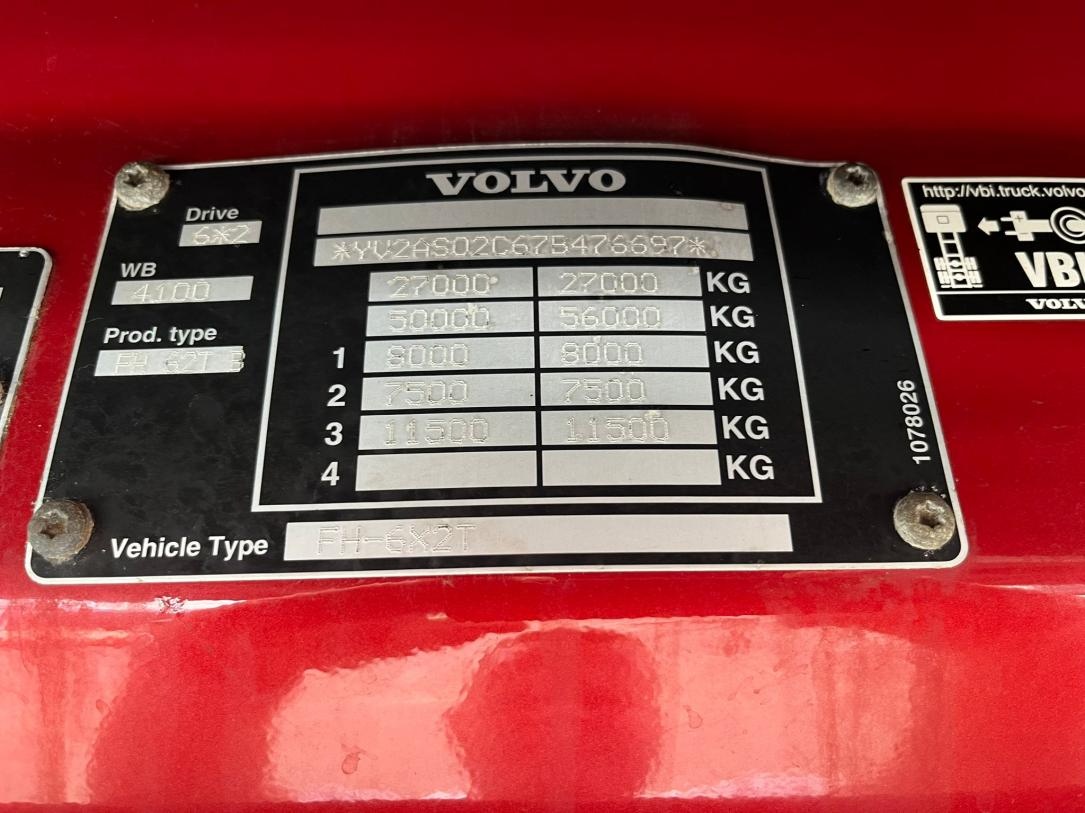 VOLVO
Drive
6*2
*YV2AS02C67B476697*
WB
4100
27000 27000 KG
50000 56000 KG
Prod. type
FH 62T B
1 8000 8000 KG
2 7500 7500 KG
3 11500 11500 KG
4 KG
Vehicle Type FH-6X2T
1078026
http://vbi.truck.volvo
VBI
VOLV